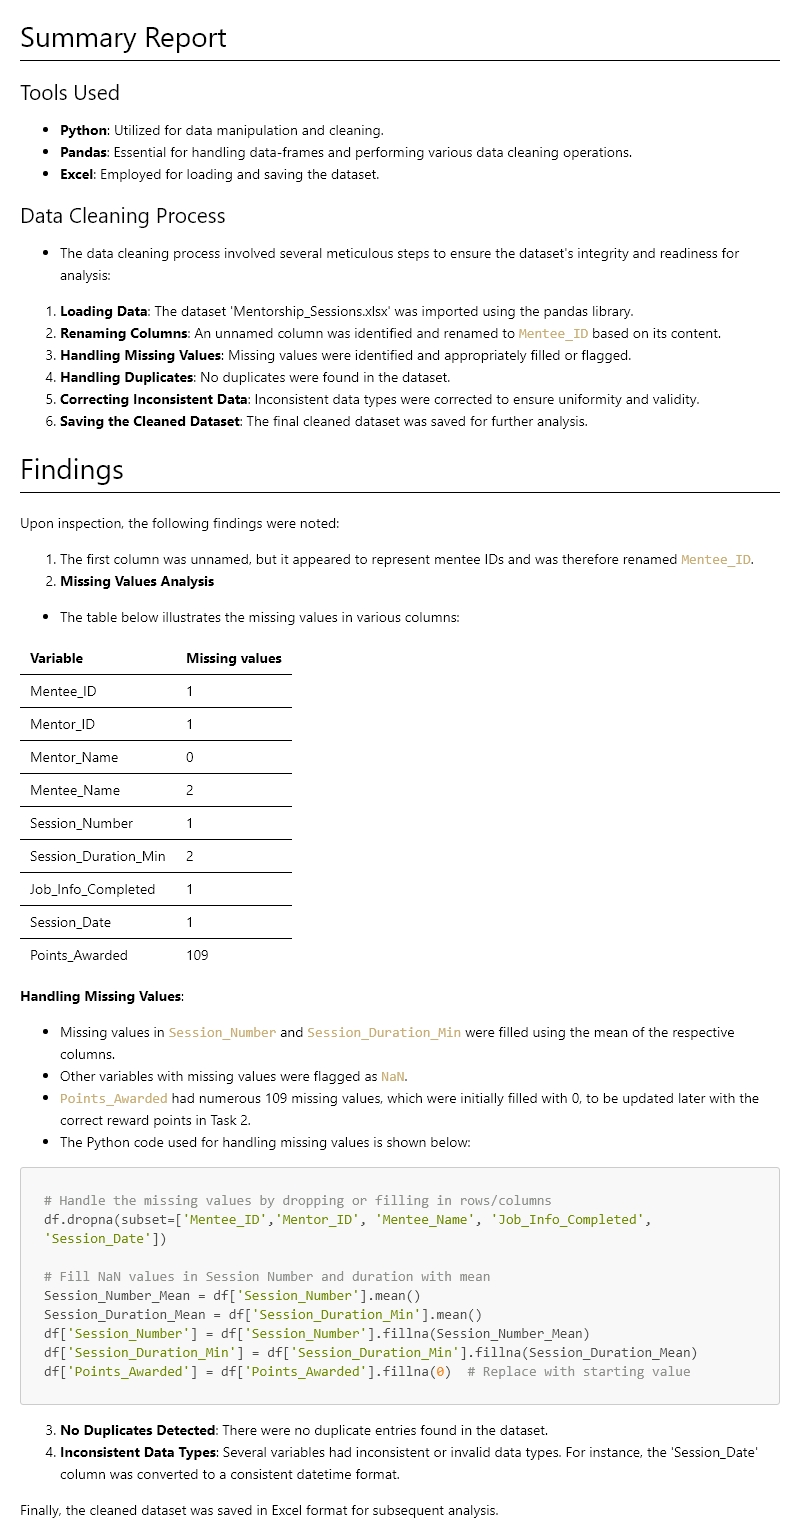 Summary Report
Tools Used
• Python: Utilized for data manipulation and cleaning.
• Pandas: Essential for handling data-frames and performing various data cleaning operations.
• Excel: Employed for loading and saving the dataset.
Data Cleaning Process
• The data cleaning process involved several meticulous steps to ensure the dataset's integrity and readiness for
analysis:
1. Loading Data: The dataset 'Mentorship_Sessions.xlsx' was imported using the pandas library.
2. Renaming Columns: An unnamed column was identified and renamed to Mentee_ID based on its content.
3. Handling Missing Values: Missing values were identified and appropriately filled or flagged.
4. Handling Duplicates: No duplicates were found in the dataset.
5. Correcting Inconsistent Data: Inconsistent data types were corrected to ensure uniformity and validity.
6. Saving the Cleaned Dataset: The final cleaned dataset was saved for further analysis.
Findings
Upon inspection, the following findings were noted:
1. The first column was unnamed, but it appeared to represent mentee IDs and was therefore renamed Mentee_ID.
2. Missing Values Analysis
• The table below illustrates the missing values in various columns:
Variable Missing values
Mentee_ID 1
Mentor_ID 1
Mentor_Name 0
Mentee_Name 2
Session_Number 1
Session_Duration_Min 2
Job_Info_Completed 1
Session_Date 1
Points_Awarded 109
Handling Missing Values:
• Missing values in Session_Number and Session_Duration_Min were filled using the mean of the respective
columns.
• Other variables with missing values were flagged as NaN.
• Points_Awarded had numerous 109 missing values, which were initially filled with 0, to be updated later with the
correct reward points in Task 2.
• The Python code used for handling missing values is shown below:
# Handle the missing values by dropping or filling in rows/columns
df.dropna(subset=['Mentee_ID','Mentor_ID', 'Mentee_Name', 'Job_Info_Completed',
'Session_Date'])
# Fill NaN values in Session Number and duration with mean
Session_Number_Mean = df['Session_Number'].mean()
Session_Duration_Mean = df['Session_Duration_Min'].mean()
df['Session_Number'] = df['Session_Number'].fillna(Session_Number_Mean)
df['Session_Duration_Min'] = df['Session_Duration_Min'].fillna(Session_Duration_Mean)
df['Points_Awarded'] = df['Points_Awarded'].fillna(0)  # Replace with starting value
3. No Duplicates Detected: There were no duplicate entries found in the dataset.
4. Inconsistent Data Types: Several variables had inconsistent or invalid data types. For instance, the 'Session_Date'
column was converted to a consistent datetime format.
Finally, the cleaned dataset was saved in Excel format for subsequent analysis.